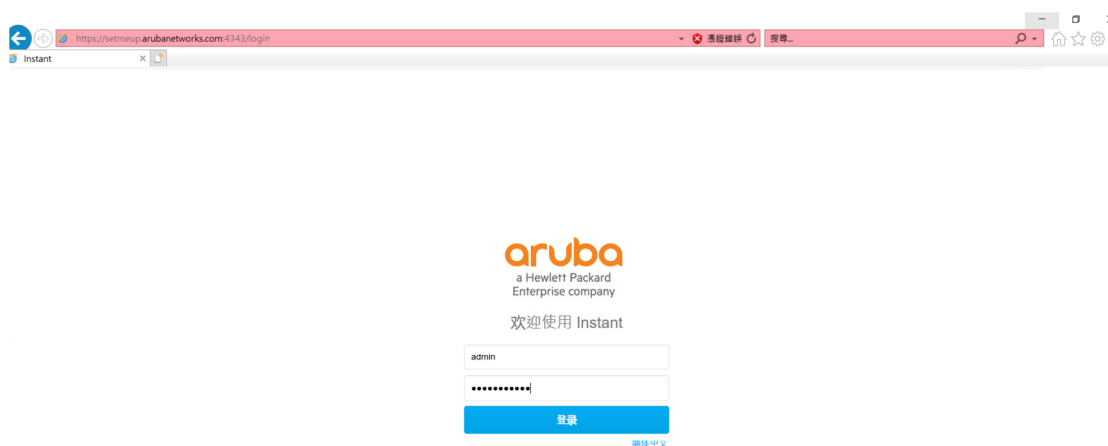 https://setmeup.arubanetworks.com:4343/login
憑證錯誤
搜尋...
Instant
aruba
a Hewlett Packard
Enterprise company
欢迎使用 Instant
admin
登录